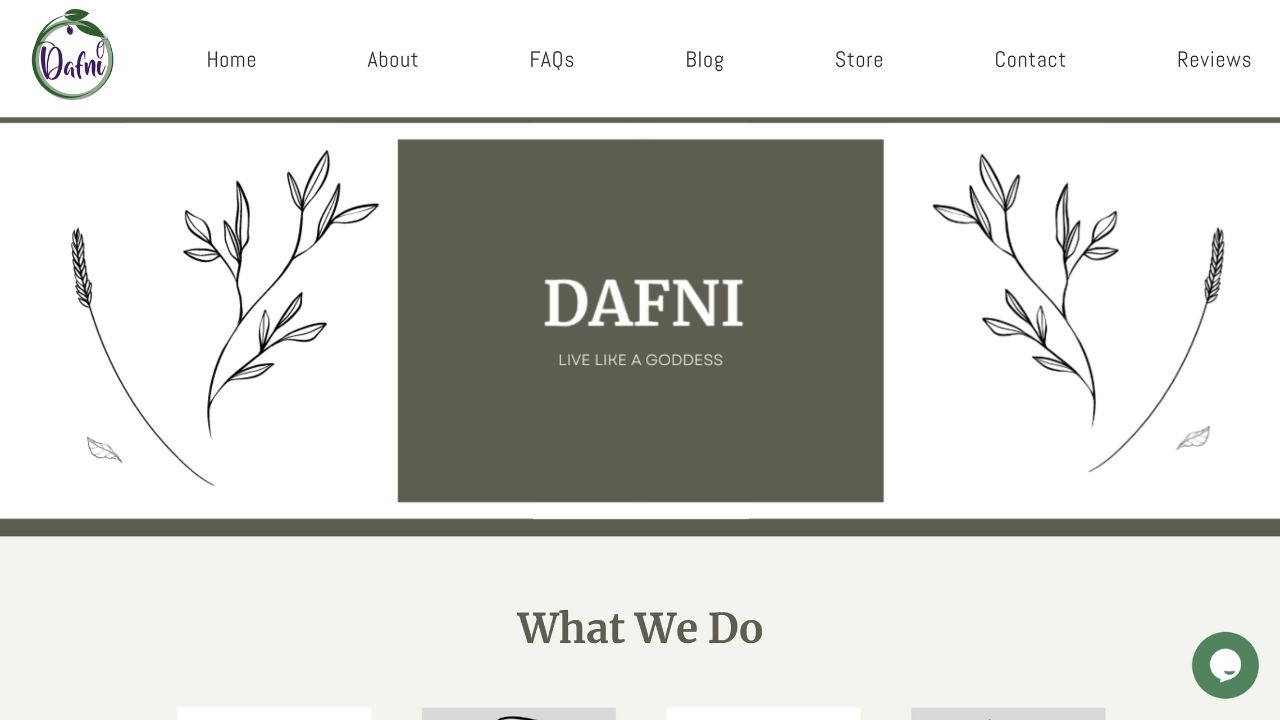 Dafni
Home
About
FAQs
Blog
Store
Contact
Reviews
DAFNI
LIVE LIKE A GODDESS
What We Do